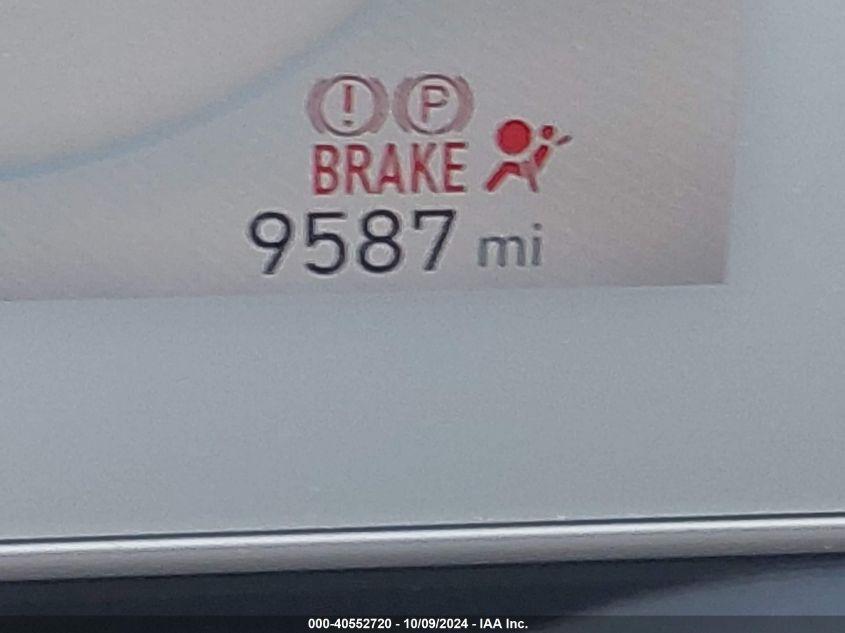 ! P
BRAKE
9587 mi
000-40552720 - 10/09/2024 - IAA Inc.